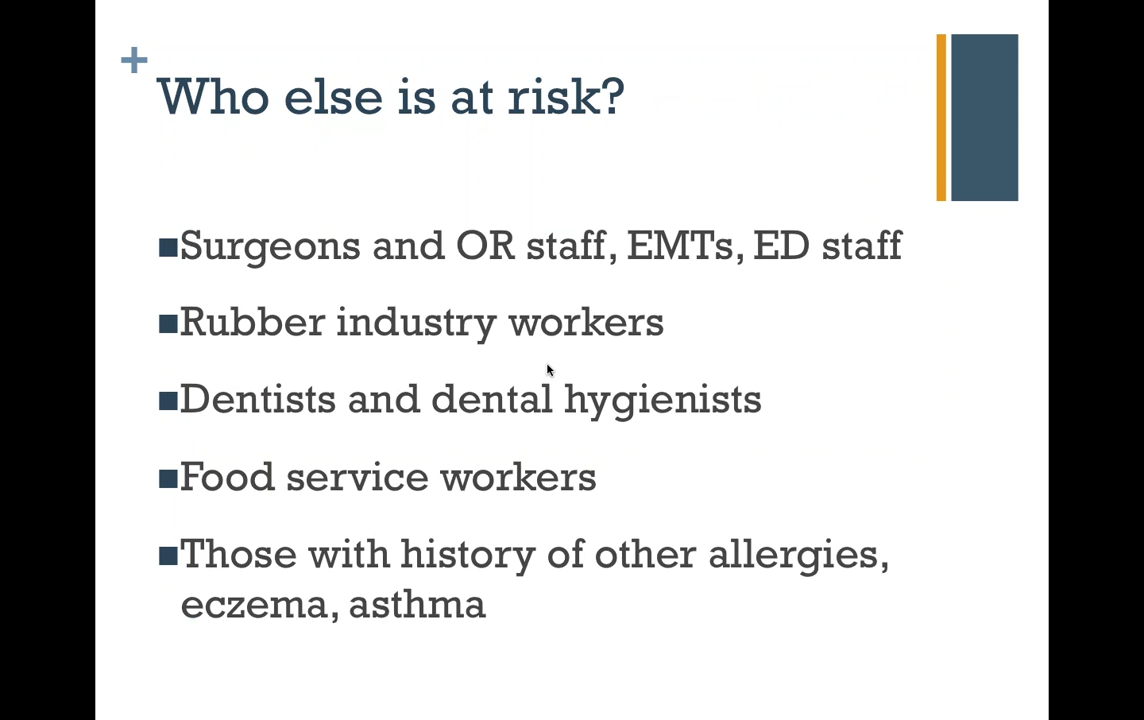 +
Who else is at risk?
■Surgeons and OR staff, EMTs, ED staff
■Rubber industry workers
■Dentists and dental hygienists
■Food service workers
■Those with history of other allergies,
eczema, asthma